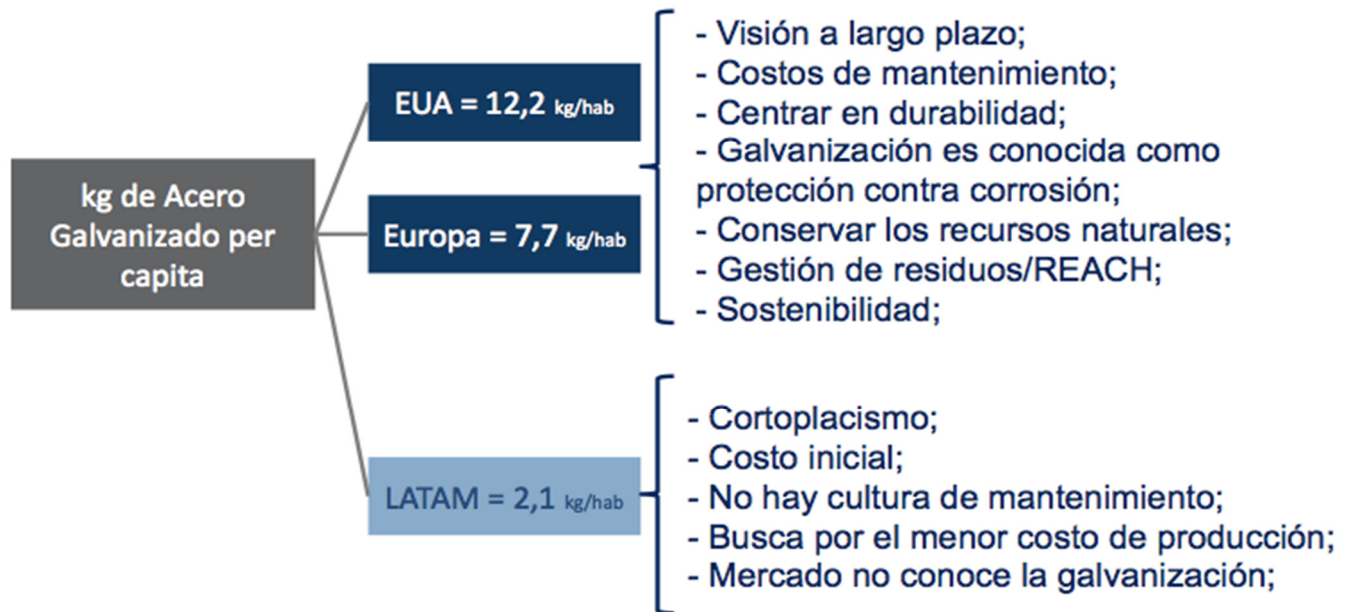 kg de Acero
Galvanizado per
capita
EUA = 12,2 kg/hab
Europa = 7,7 kg/hab
- Visión a largo plazo;
- Costos de mantenimiento;
- Centrar en durabilidad;
- Galvanización es conocida como
protección contra corrosión;
- Conservar los recursos naturales;
- Gestión de residuos/REACH;
- Sostenibilidad;
LATAM = 2,1 kg/hab
- Cortoplacismo;
- Costo inicial;
- No hay cultura de mantenimiento;
- Busca por el menor costo de producción;
- Mercado no conoce la galvanización;